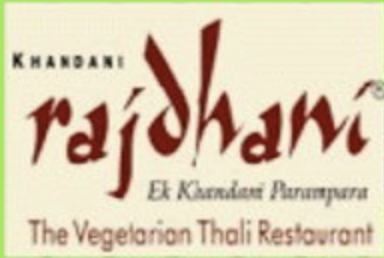 KHANDANI
rajdhani®
Ek Khandani Parampara
The Vegetarian Thali Restaurant